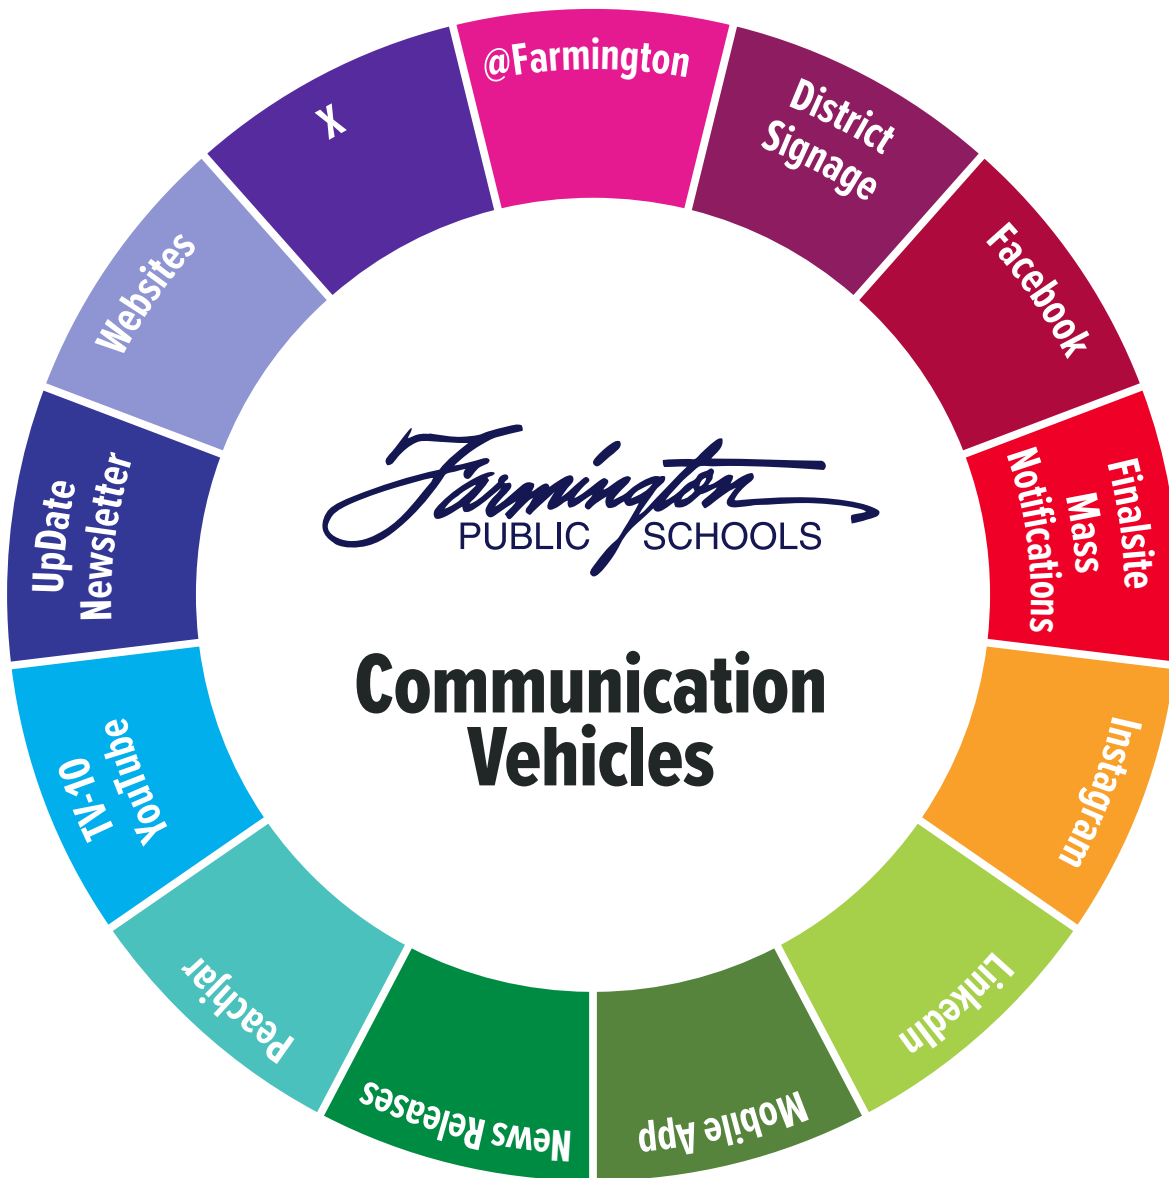 @Farmington
District
Signage
Facebook
Finalsite
Mass
Notifications
Instagram
LinkedIn
Mobile App
News Releases
Peachjar
TV-10
YouTube
UpDate
Newsletter
Websites
X
Farmington
PUBLIC SCHOOLS
Communication
Vehicles